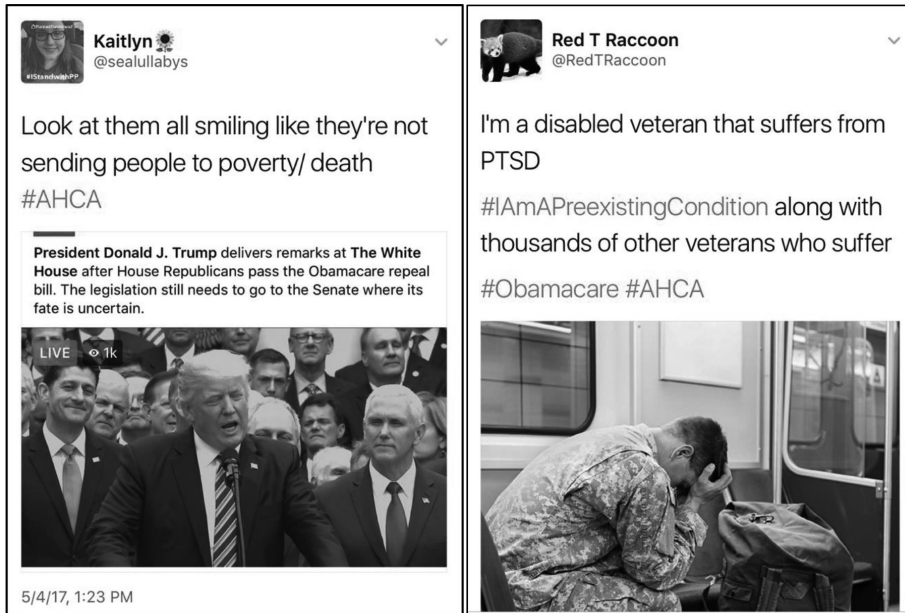 Kaitlyn🌻
@sealullabys
#IStandwithPP
Look at them all smiling like they're not
sending people to poverty/ death
#AHCA
President Donald J. Trump delivers remarks at The White
House after House Republicans pass the Obamacare repeal
bill. The legislation still needs to go to the Senate where its
fate is uncertain.
LIVE 1k
5/4/17, 1:23 PM
Red T Raccoon
@RedTRaccoon
I'm a disabled veteran that suffers from
PTSD
#IAmAPreexistingCondition along with
thousands of other veterans who suffer
#Obamacare #AHCA